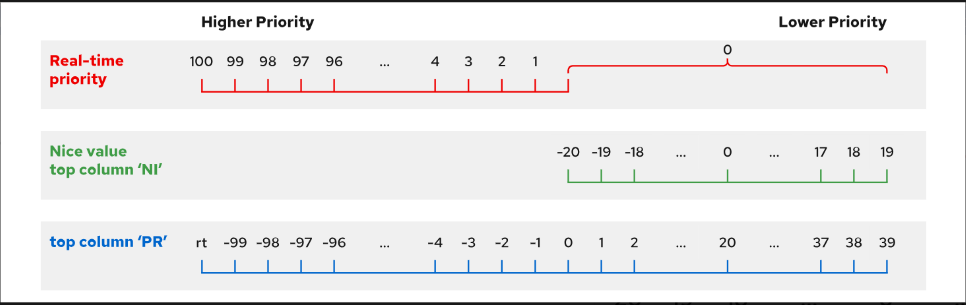 Higher Priority Lower Priority
0
Real-time 100 99 98 97 96 ... 4 3 2 1
priority
Nice value -20 -19 -18 ... 0 ... 17 18 19
top column ‘NI’
top column ‘PR’ rt -99 -98 -97 -96 ... -4 -3 -2 -1 0 1 2 ... 20 ... 37 38 39